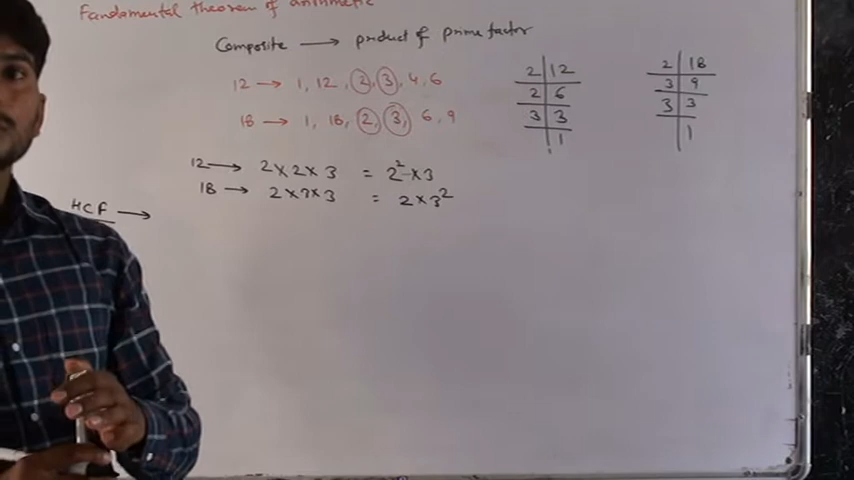 Fundamental theorem of arithmetic
Composite → product of prime factor
12 → 1, 12, 2, 3, 4, 6
18 → 1, 18, 2, 3, 6, 9
2 | 12
2 | 6
3 | 3
1
2 | 18
3 | 9
3 | 3
1
12 → 2 × 2 × 3 = 2² × 3
18 → 2 × 3 × 3 = 2 × 3²
HCF →